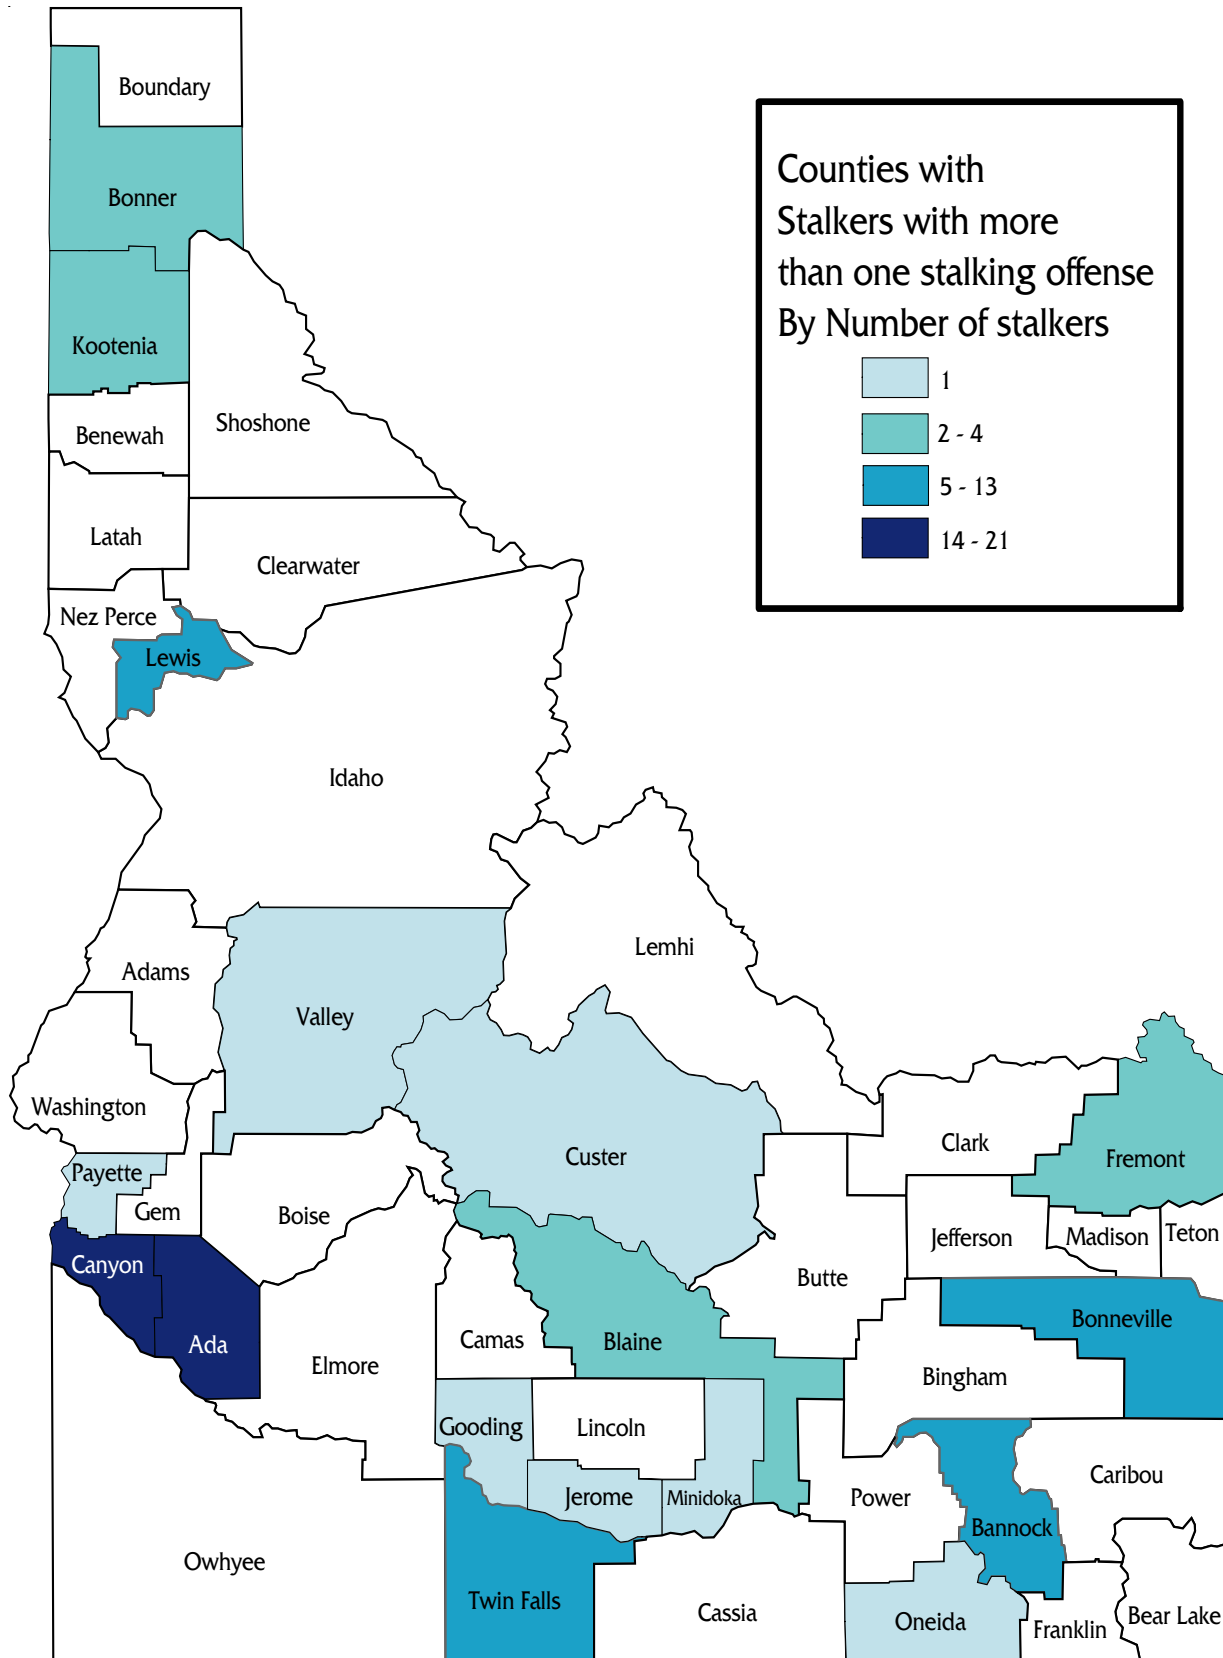 Boundary
Bonner
Kootenia
Benewah
Shoshone
Latah
Clearwater
Nez Perce
Lewis
Idaho
Counties with
Stalkers with more
than one stalking offense
By Number of stalkers
1
2 - 4
5 - 13
14 - 21
Lemhi
Adams
Valley
Washington
Custer
Clark
Fremont
Payette
Gem
Boise
Jefferson
Madison
Teton
Canyon
Butte
Ada
Camas
Blaine
Bonneville
Elmore
Bingham
Gooding
Lincoln
Caribou
Jerome
Minidoka
Power
Bannock
Owhyee
Twin Falls
Cassia
Oneida
Franklin
Bear Lake